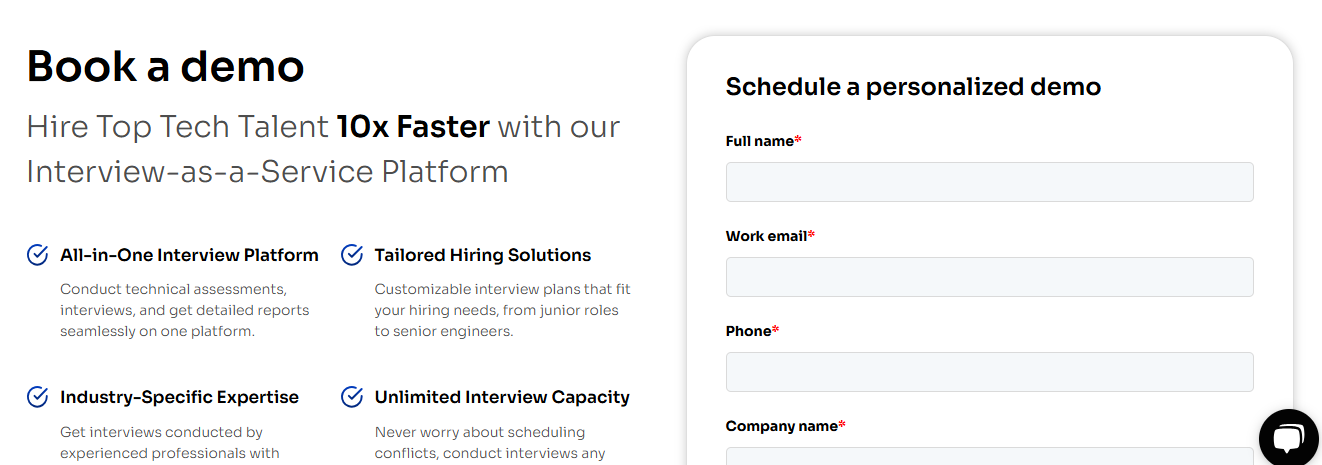 Book a demo
Hire Top Tech Talent 10x Faster with our
Interview-as-a-Service Platform
All-in-One Interview Platform
Conduct technical assessments,
interviews, and get detailed reports
seamlessly on one platform.
Tailored Hiring Solutions
Customizable interview plans that fit
your hiring needs, from junior roles
to senior engineers.
Industry-Specific Expertise
Get interviews conducted by
experienced professionals with
Unlimited Interview Capacity
Never worry about scheduling
conflicts, conduct interviews any
Schedule a personalized demo
Full name*
Work email*
Phone*
Company name*